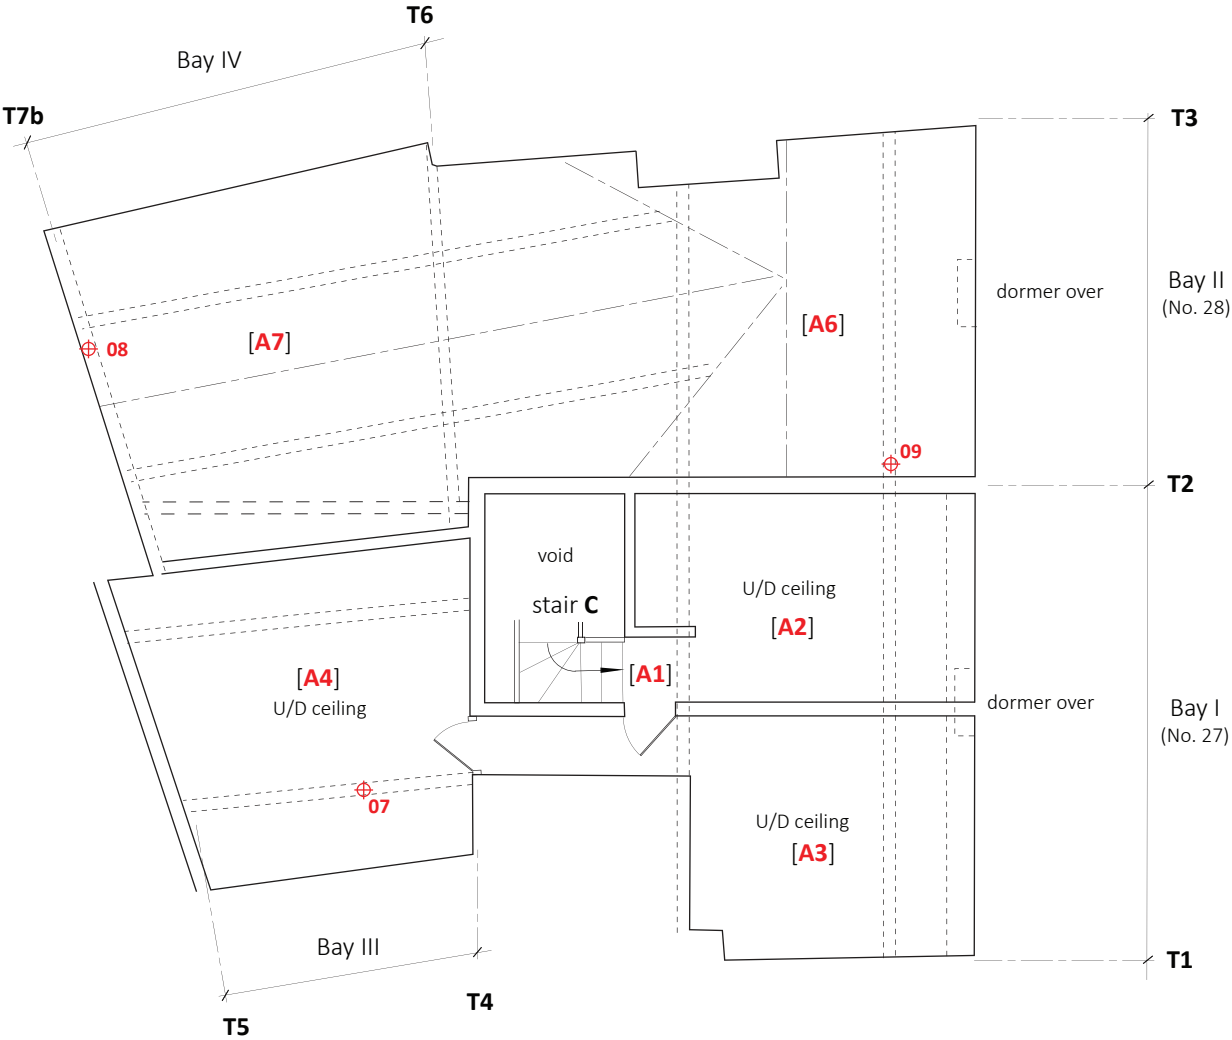 T6
Bay IV
T7b
T3
Bay II
(No. 28)
dormer over
[A6]
[A7]
08
09
T2
void
stair C
U/D ceiling
[A2]
[A1]
[A4]
U/D ceiling
dormer over
Bay I
(No. 27)
07
U/D ceiling
[A3]
Bay III
T1
T4
T5